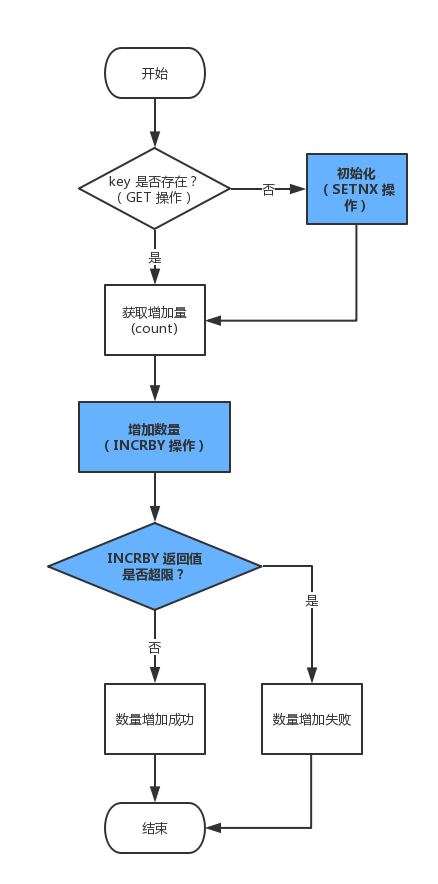 开始
key 是否存在？
（ GET 操作 ）
否
初始化
（ SETNX 操
作 ）
是
获取增加量
(count)
增加数量
（ INCRBY 操作 ）
INCRBY 返回值
是否超限？
是
否
数量增加成功
数量增加失败
结束